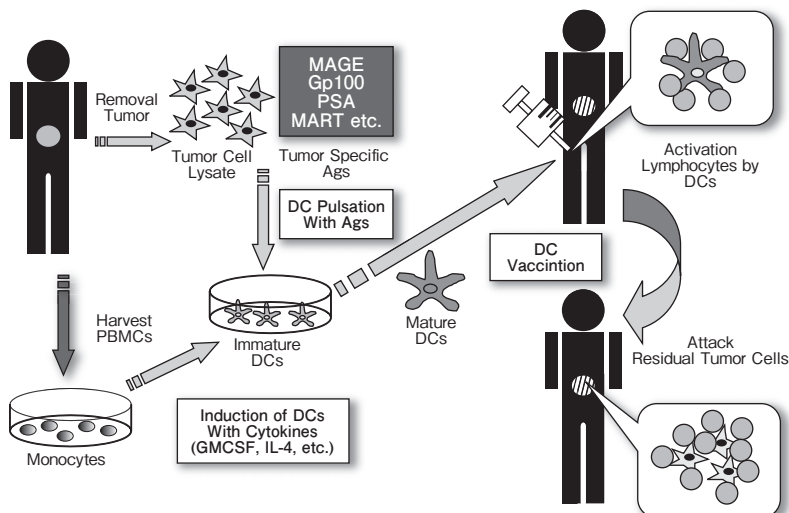 Removal
Tumor
Tumor Cell
Lysate
MAGE
Gp100
PSA
MART etc.
Tumor Specific
Ags
DC Pulsation
With Ags
Activation
Lymphocytes by
DCs
DC
Vaccintion
Harvest
PBMCs
Immature
DCs
Mature
DCs
Attack
Residual Tumor Cells
Monocytes
Induction of DCs
With Cytokines
(GMCSF, IL-4, etc.)